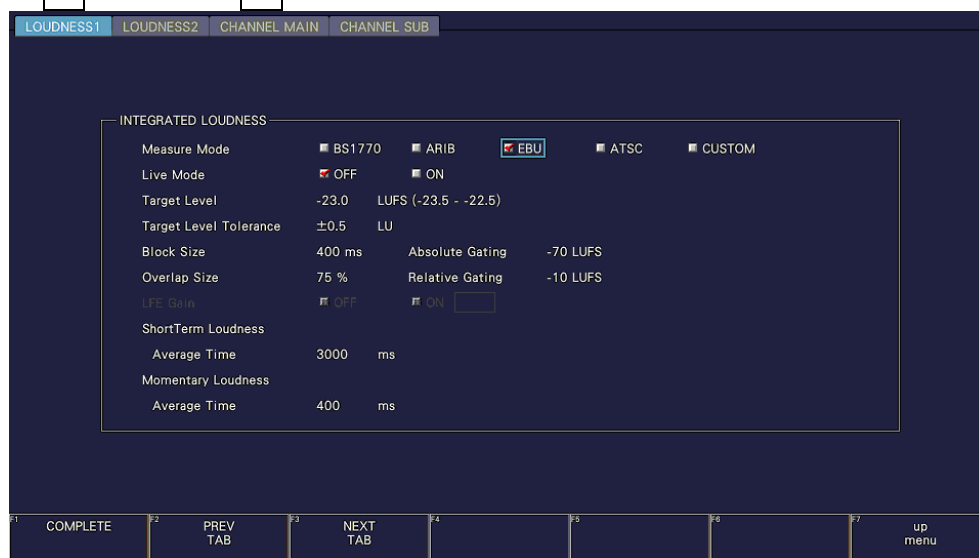 LOUDNESS1 LOUDNESS2 CHANNEL MAIN CHANNEL SUB
INTEGRATED LOUDNESS
Measure Mode BS1770 ARIB EBU ATSC CUSTOM
Live Mode OFF ON
Target Level -23.0 LUFS (-23.5 - -22.5)
Target Level Tolerance ±0.5 LU
Block Size 400 ms Absolute Gating -70 LUFS
Overlap Size 75 % Relative Gating -10 LUFS
LFE Gain OFF ON
ShortTerm Loudness
Average Time 3000 ms
Momentary Loudness
Average Time 400 ms
F1 COMPLETE F2 PREV TAB F3 NEXT TAB F4 F5 F6 F7 up menu